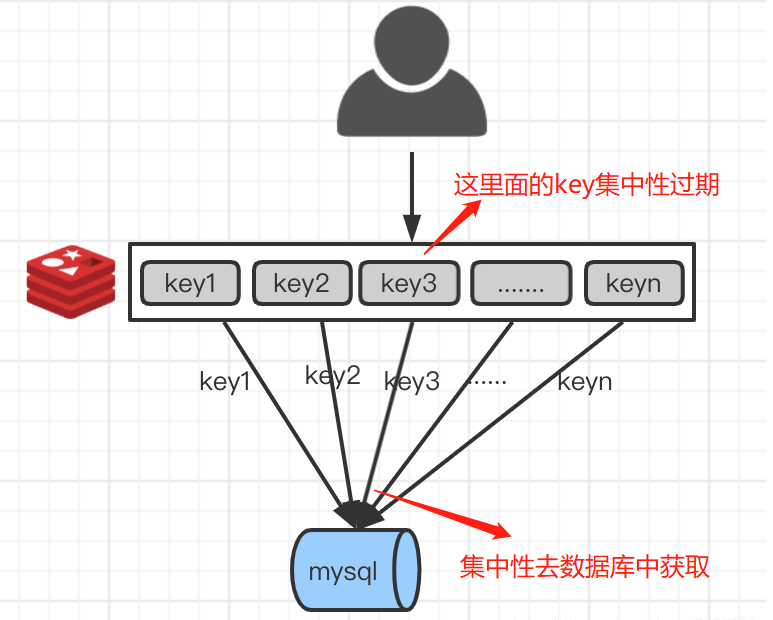 这里面的key集中性过期
key1
key2
key3
.......
keyn
key1
key2
key3
......
keyn
mysql
集中性去数据库中获取